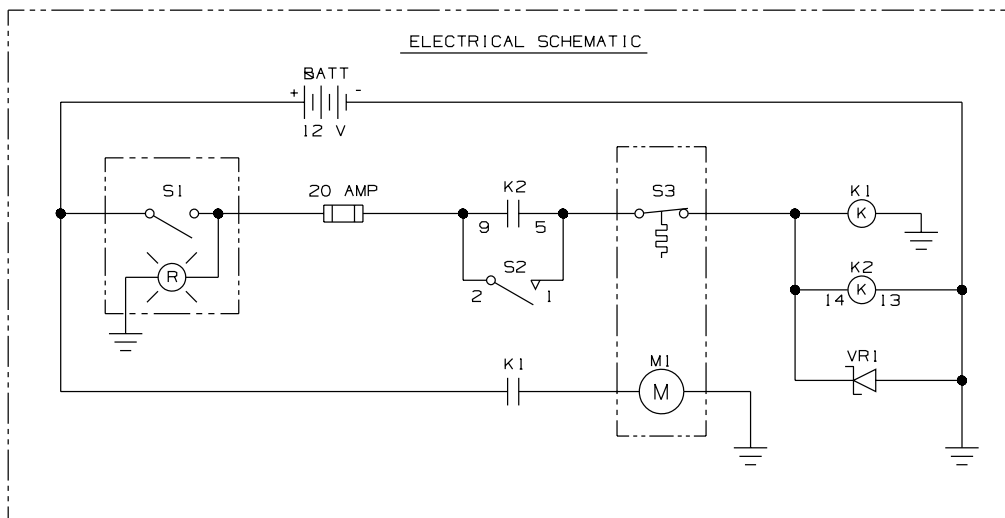 ELECTRICAL SCHEMATIC
BATT
+ -
12 V
S1
20 AMP
K2
S3
K1
9 5
K
R
S2
2 1
K2
14 K 13
K1
M1
VR1
M